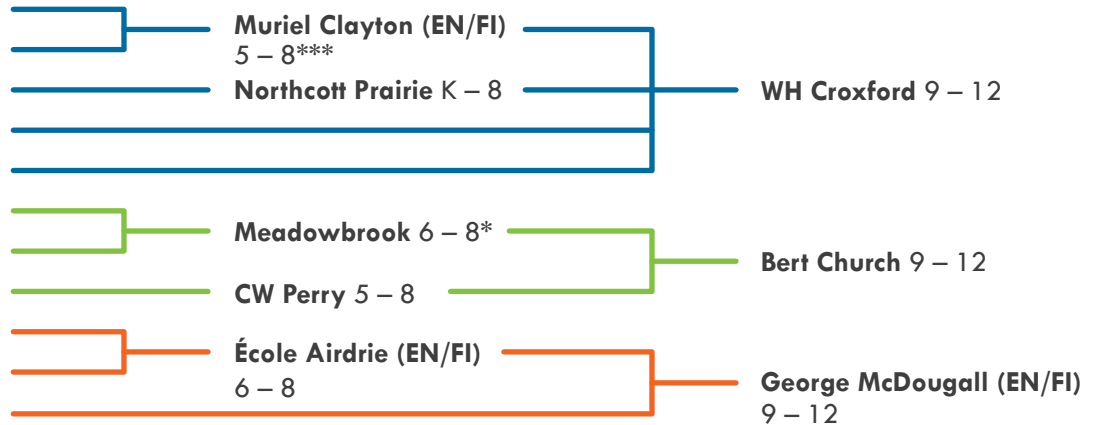 Muriel Clayton (EN/FI)
5 – 8***
Northcott Prairie K – 8
WH Croxford 9 – 12
Meadowbrook 6 – 8*
Bert Church 9 – 12
CW Perry 5 – 8
École Airdrie (EN/FI)
6 – 8
George McDougall (EN/FI)
9 – 12